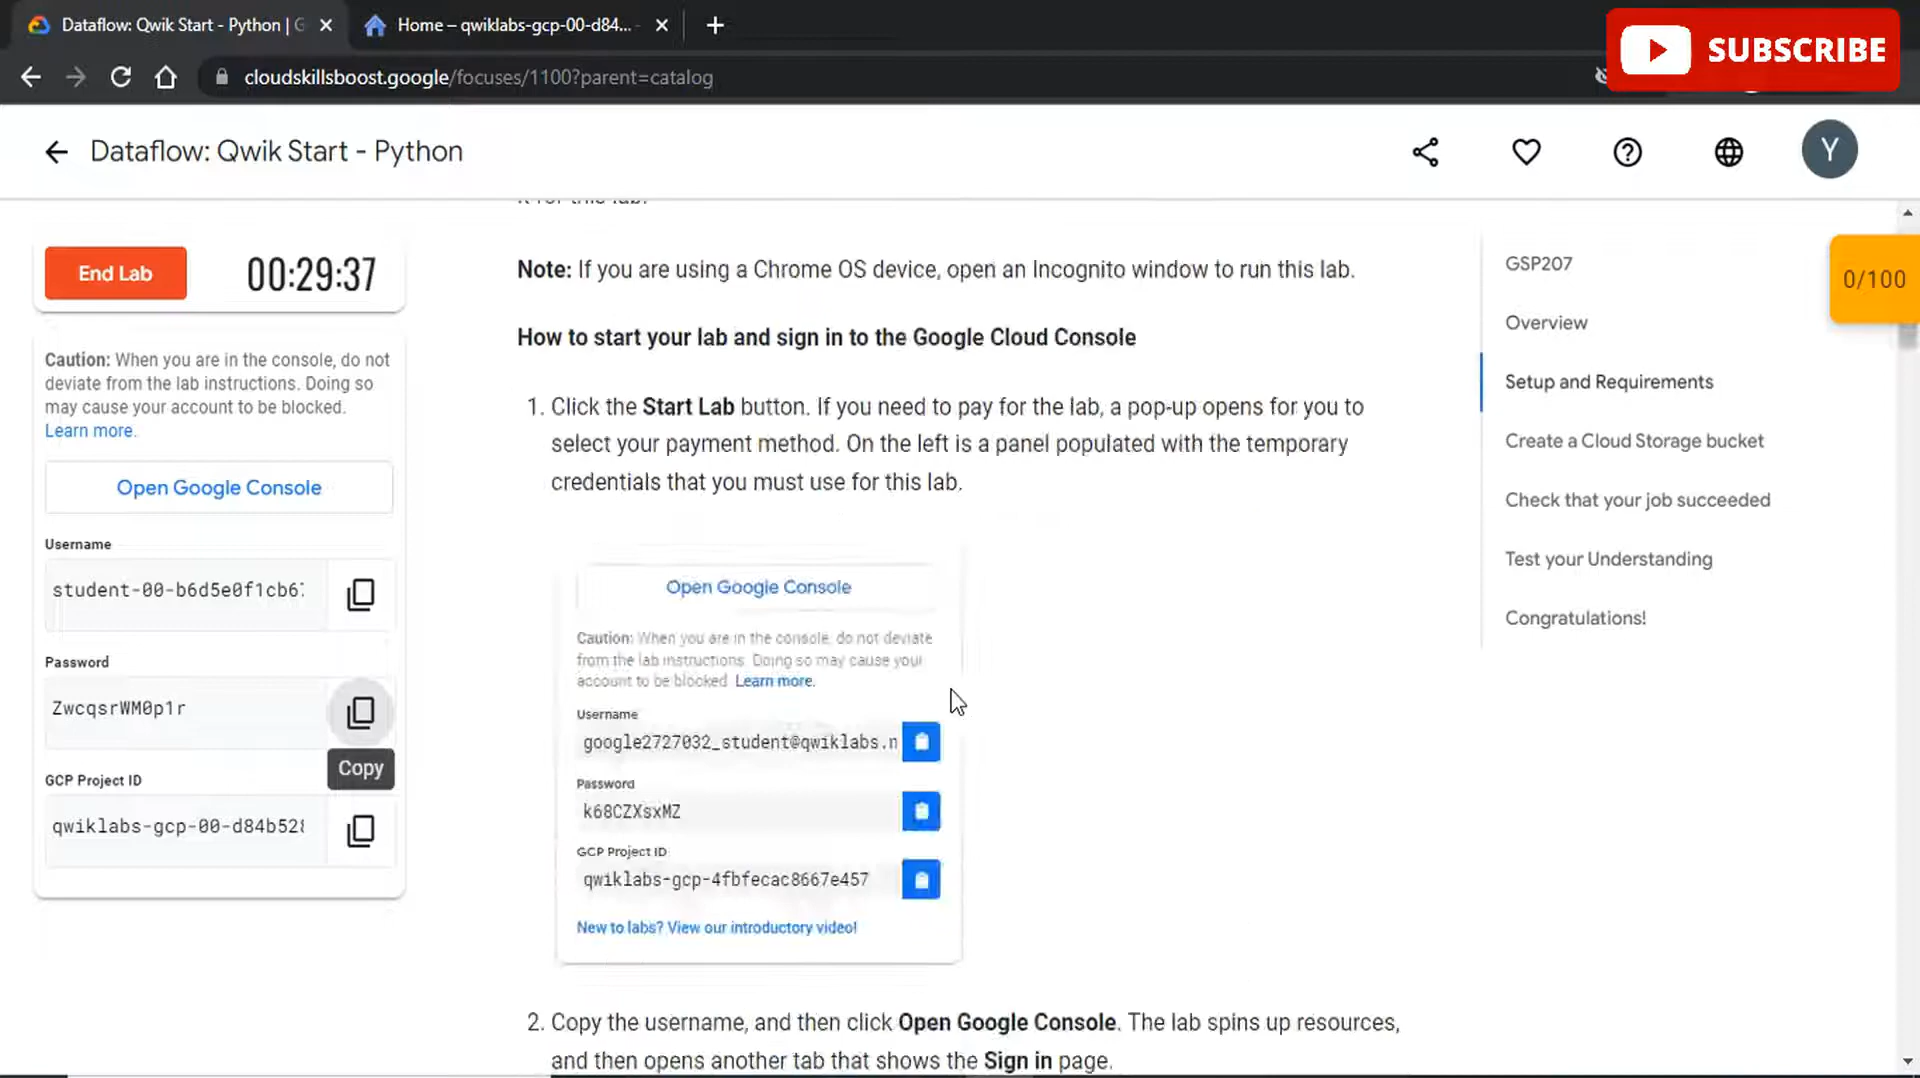 Dataflow: Qwik Start - Python | G
Home – qwiklabs-gcp-00-d84...
SUBSCRIBE
cloudskillsboost.google/focuses/1100?parent=catalog
Dataflow: Qwik Start - Python
Y
End Lab
00:29:37
Caution: When you are in the console, do not
deviate from the lab instructions. Doing so
may cause your account to be blocked.
Learn more.
Open Google Console
Username
student-00-b6d5e0f1cb6
Password
ZwcqsrWM0p1r
Copy
GCP Project ID
qwiklabs-gcp-00-d84b528
for this lab.
Note: If you are using a Chrome OS device, open an Incognito window to run this lab.
How to start your lab and sign in to the Google Cloud Console
1. Click the Start Lab button. If you need to pay for the lab, a pop-up opens for you to
select your payment method. On the left is a panel populated with the temporary
credentials that you must use for this lab.
Open Google Console
Caution: When you are in the console, do not deviate
from the lab instructions. Doing so may cause your
account to be blocked. Learn more.
Username
google2727032_student@qwiklabs.n
Password
k68CZXsxMZ
GCP Project ID
qwiklabs-gcp-4fbfecac8667e457
New to labs? View our introductory video!
2. Copy the username, and then click Open Google Console. The lab spins up resources,
and then opens another tab that shows the Sign in page.
GSP207
Overview
Setup and Requirements
Create a Cloud Storage bucket
Check that your job succeeded
Test your Understanding
Congratulations!
0/100